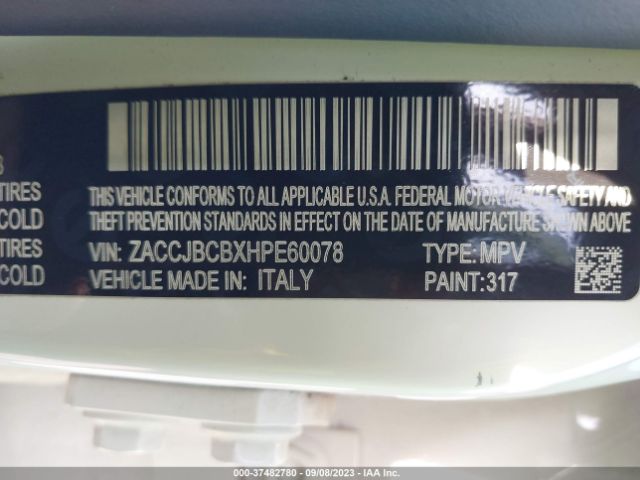 TIRES
COLD
TIRES
COLD
THIS VEHICLE CONFORMS TO ALL APPLICABLE U.S.A. FEDERAL MOTOR VEHICLE SAFETY AND
THEFT PREVENTION STANDARDS IN EFFECT ON THE DATE OF MANUFACTURE SHOWN ABOVE
VIN: ZACCJBCBXHPE60078 TYPE: MPV
VEHICLE MADE IN: ITALY PAINT: 317
000-37482780 - 09/08/2023 - IAA Inc.